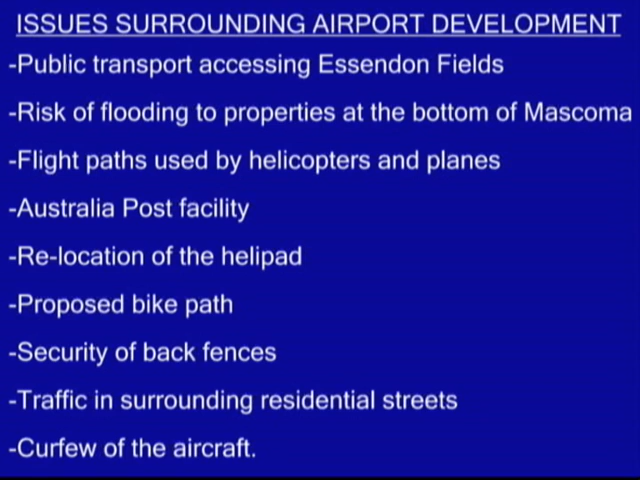 ISSUES SURROUNDING AIRPORT DEVELOPMENT
-Public transport accessing Essendon Fields
-Risk of flooding to properties at the bottom of Mascoma
-Flight paths used by helicopters and planes
-Australia Post facility
-Re-location of the helipad
-Proposed bike path
-Security of back fences
-Traffic in surrounding residential streets
-Curfew of the aircraft.